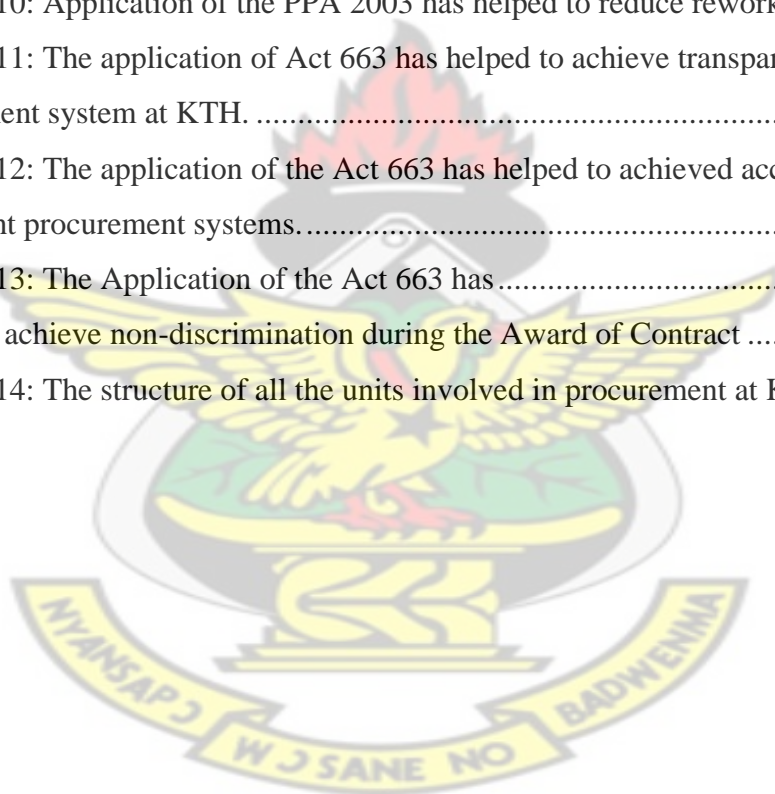 10: Application of the PPA 2003 has helped to reduce rework
11: The application of Act 663 has helped to achieve transpar
ent system at KTH. ........................................................................
12: The application of the Act 663 has helped to achieved acc
nt procurement systems. .................................................................
13: The Application of the Act 663 has ......................................
achieve non-discrimination during the Award of Contract ....
14: The structure of all the units involved in procurement at K
NYANSAPƆ WƆSANE NO BADWENMA